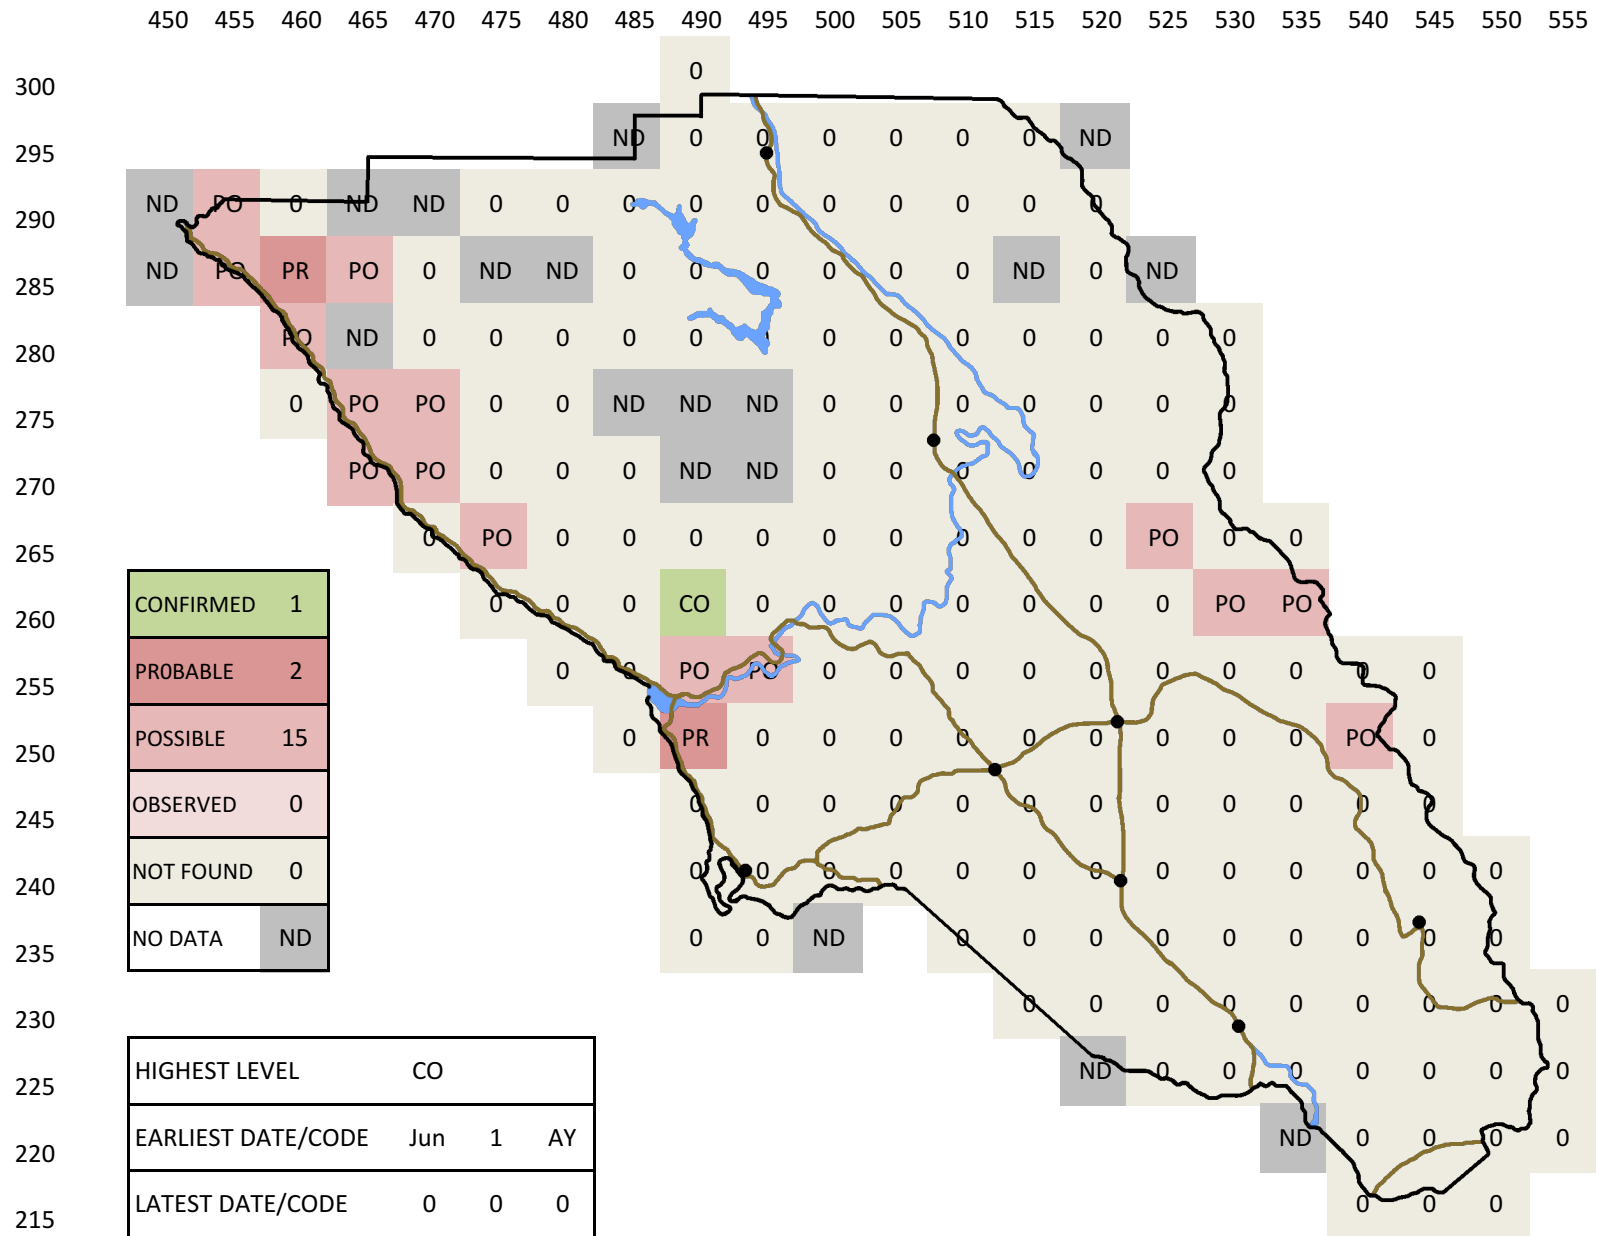 450 455 460 465 470 475 480 485 490 495 500 505 510 515 520 525 530 535 540 545 550 555
300 0
295 ND 0 0 0 0 0 0 ND
290 ND PO 0 ND ND 0 0 0 0 0 0 0 0 0 0
285 ND PO PR PO 0 ND ND 0 0 0 0 0 0 ND 0 ND
280 PO ND 0 0 0 0 0 0 0 0 0 0 0 0 0
275 0 PO PO 0 0 ND ND ND 0 0 0 0 0 0 0
270 PO PO 0 0 0 ND ND 0 0 0 0 0 0 0
265 0 PO 0 0 0 0 0 0 0 0 0 PO 0 0
260 CONFIRMED 1 0 0 0 CO 0 0 0 0 0 0 0 PO PO
255 PR0BABLE 2 0 0 PO PO 0 0 0 0 0 0 0 0 0 0
250 POSSIBLE 15 0 PR 0 0 0 0 0 0 0 0 0 PO 0
245 OBSERVED 0 0 0 0 0 0 0 0 0 0 0 0 0
240 NOT FOUND 0 0 0 0 0 0 0 0 0 0 0 0 0 0
235 NO DATA ND 0 0 ND 0 0 0 0 0 0 0 0 0
230 0 0 0 0 0 0 0 0 0
225 HIGHEST LEVEL CO ND 0 0 0 0 0 0 0
220 EARLIEST DATE/CODE Jun 1 AY ND 0 0 0 0
215 LATEST DATE/CODE 0 0 0 0 0 0